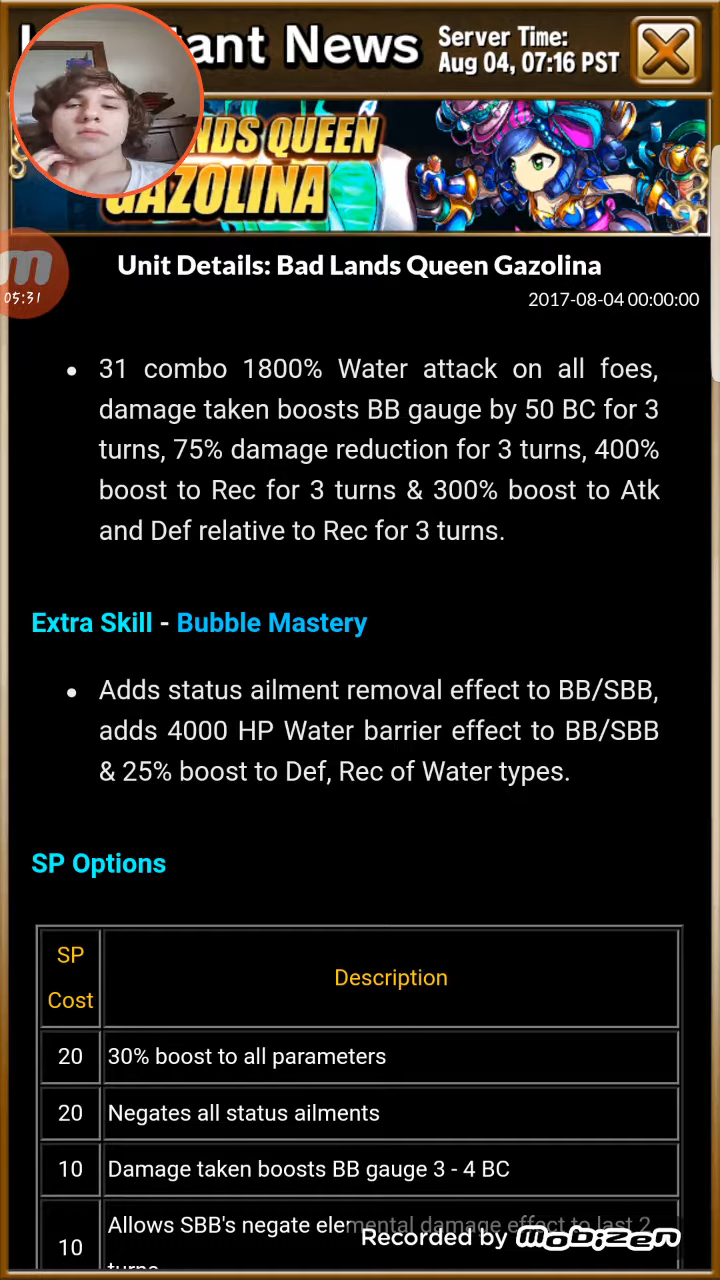 ant News
Server Time:
Aug 04, 07:16 PST
NDS QUEEN
GAZOLINA
m
05:31
Unit Details: Bad Lands Queen Gazolina
2017-08-04 00:00:00
• 31 combo 1800% Water attack on all foes,
damage taken boosts BB gauge by 50 BC for 3
turns, 75% damage reduction for 3 turns, 400%
boost to Rec for 3 turns & 300% boost to Atk
and Def relative to Rec for 3 turns.
Extra Skill - Bubble Mastery
• Adds status ailment removal effect to BB/SBB,
adds 4000 HP Water barrier effect to BB/SBB
& 25% boost to Def, Rec of Water types.
SP Options
SP
Cost
Description
20 30% boost to all parameters
20 Negates all status ailments
10 Damage taken boosts BB gauge 3 - 4 BC
10 Allows SBB's negate elemental damage effect to last 2
turns
Recorded by mobizen